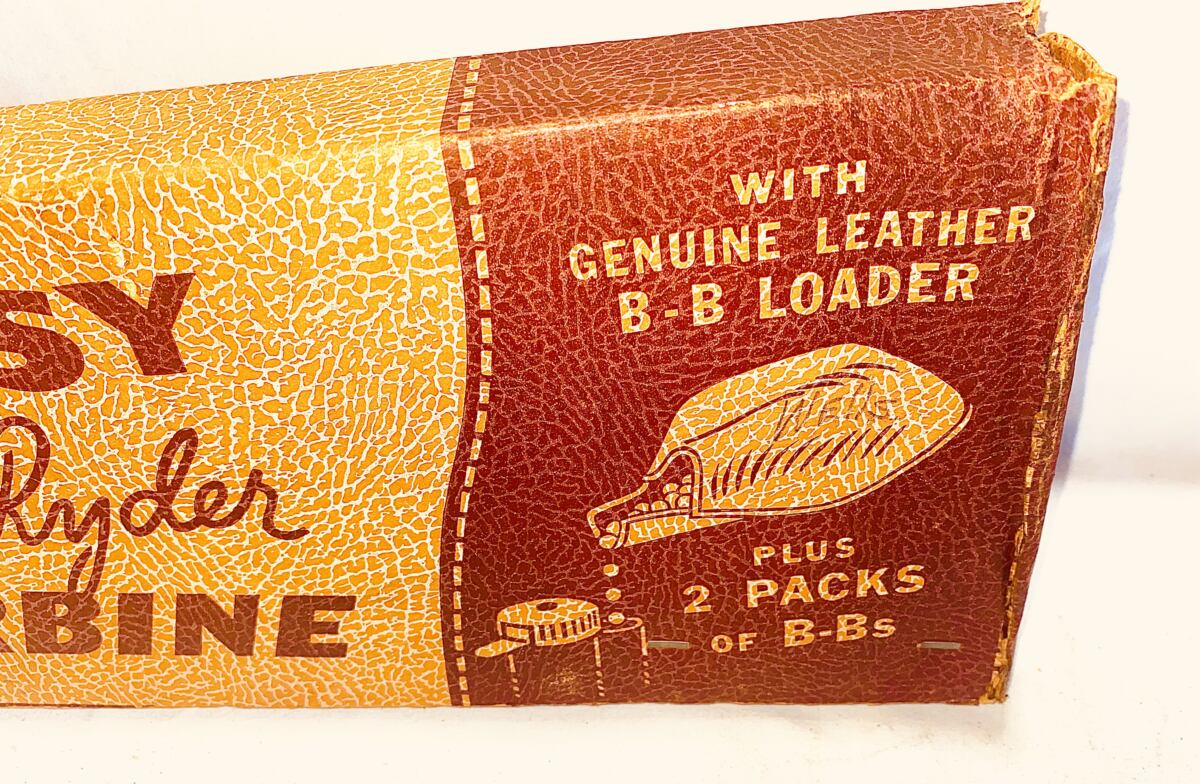 SY
Ryder
RBINE
WITH
GENUINE LEATHER
B-B LOADER
PLUS
2 PACKS
OF B-Bs